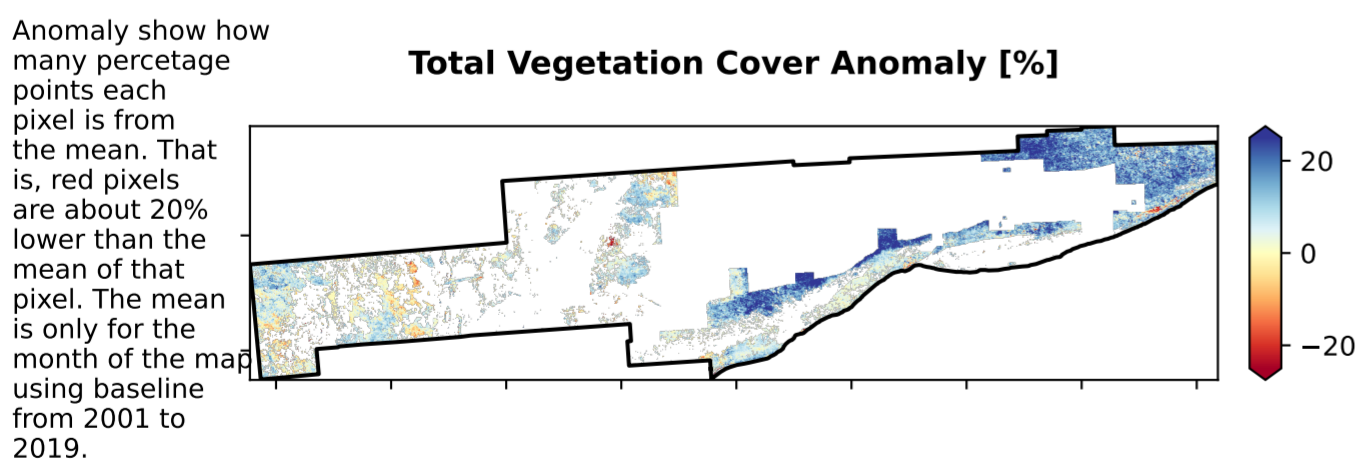 Anomaly show how
many percetage
points each
pixel is from
the mean. That
is, red pixels
are about 20%
lower than the
mean of that
pixel. The mean
is only for the
month of the map
using baseline
from 2001 to
2019.
Total Vegetation Cover Anomaly [%]
20
0
−20